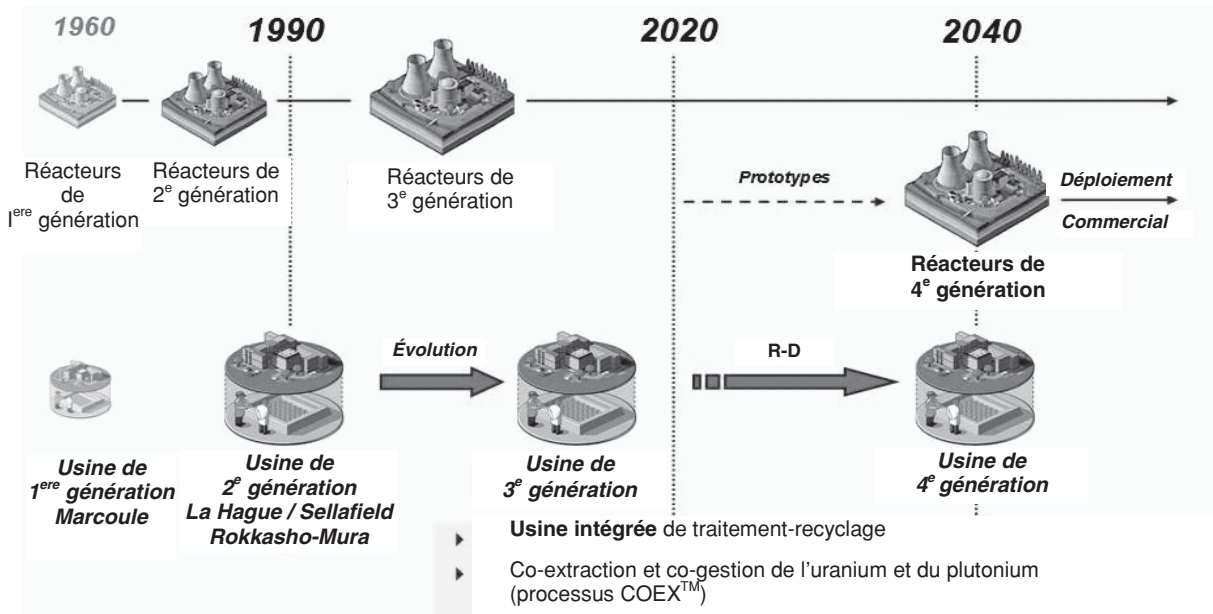 1960
1990
2020
2040
Réacteurs
de
Iere génération
Réacteurs de
2e génération
Réacteurs de
3e génération
Prototypes
Déploiement
Commercial
Réacteurs de
4e génération
Évolution
R-D
Usine de
1ere génération
Marcoule
Usine de
2e génération
La Hague / Sellafield
Rokkasho-Mura
Usine de
3e génération
Usine de
4e génération
Usine intégrée de traitement-recyclage
Co-extraction et co-gestion de l'uranium et du plutonium
(processus COEX™)